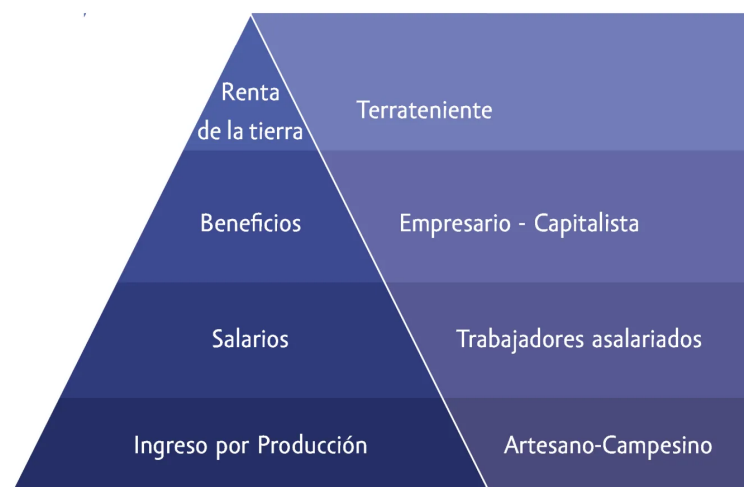 Renta
de la tierra
Terrateniente
Beneficios
Empresario - Capitalista
Salarios
Trabajadores asalariados
Ingreso por Producción
Artesano-Campesino